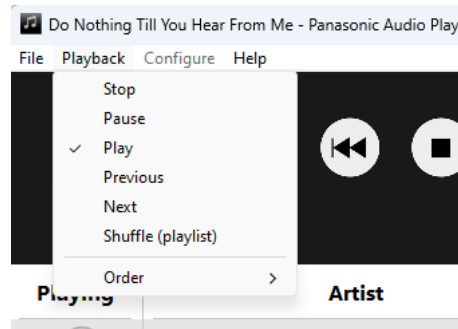 Do Nothing Till You Hear From Me - Panasonic Audio Play
File Playback Configure Help
Stop
Pause
Play
Previous
Next
Shuffle (playlist)
Order
Playing Artist